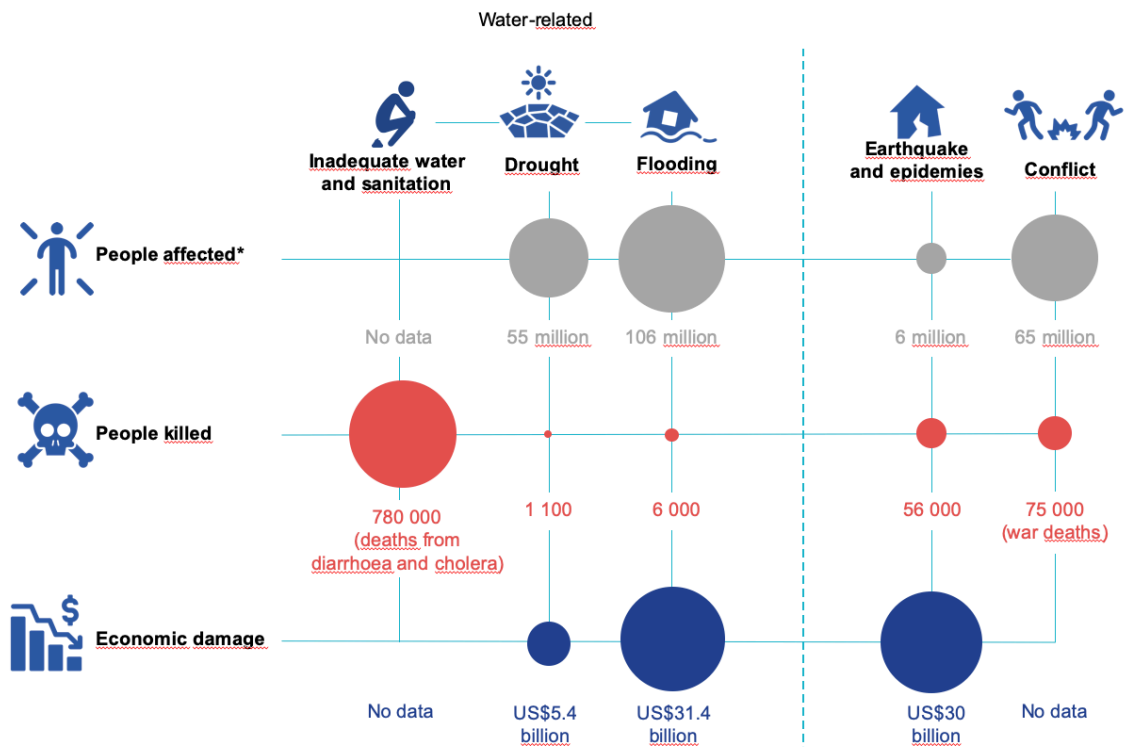 Water-related
Inadequate water
and sanitation
Drought
Flooding
Earthquake
and epidemies
Conflict
People affected*
No data
55 million
106 million
6 million
65 million
People killed
780 000
(deaths from
diarrhoea and cholera)
1 100
6 000
56 000
75 000
(war deaths)
$
Economic damage
No data
US$5.4
billion
US$31.4
billion
US$30
billion
No data